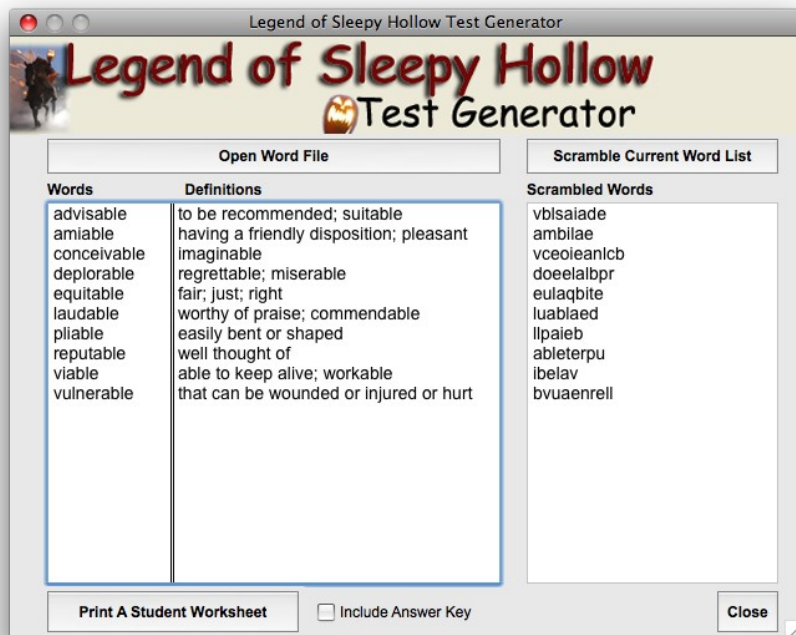 Legend of Sleepy Hollow Test Generator
Legend of Sleepy Hollow
Test Generator
Open Word File
Scramble Current Word List
Words Definitions Scrambled Words
advisable to be recommended; suitable vblsaiade
amiable having a friendly disposition; pleasant ambilae
conceivable imaginable vceoieanlcb
deplorable regrettable; miserable doeelalbpr
equitable fair; just; right eulaqbite
laudable worthy of praise; commendable luablaed
pliable easily bent or shaped llpaieb
reputable well thought of ableterpu
viable able to keep alive; workable ibelav
vulnerable that can be wounded or injured or hurt bvuaenrell
Print A Student Worksheet Include Answer Key Close